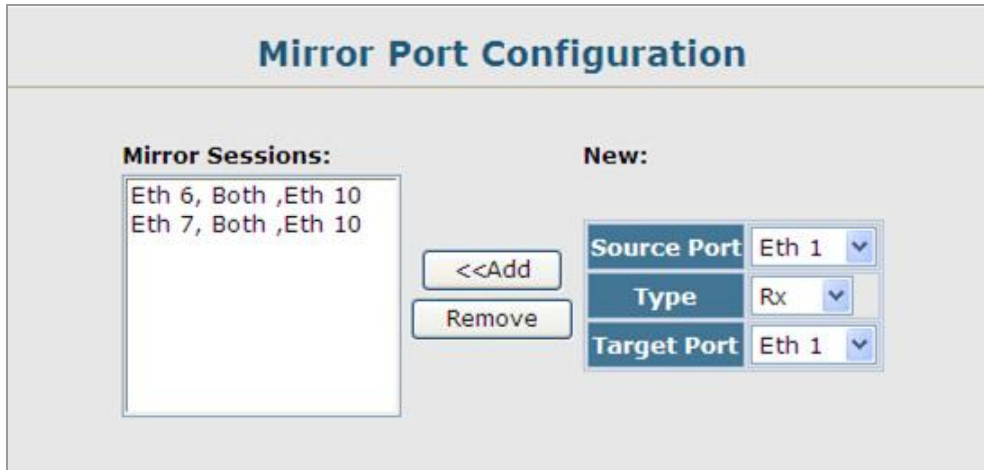 Mirror Port Configuration
Mirror Sessions:
Eth 6, Both ,Eth 10
Eth 7, Both ,Eth 10
<<Add
Remove
New:
Source Port Eth 1
Type Rx
Target Port Eth 1